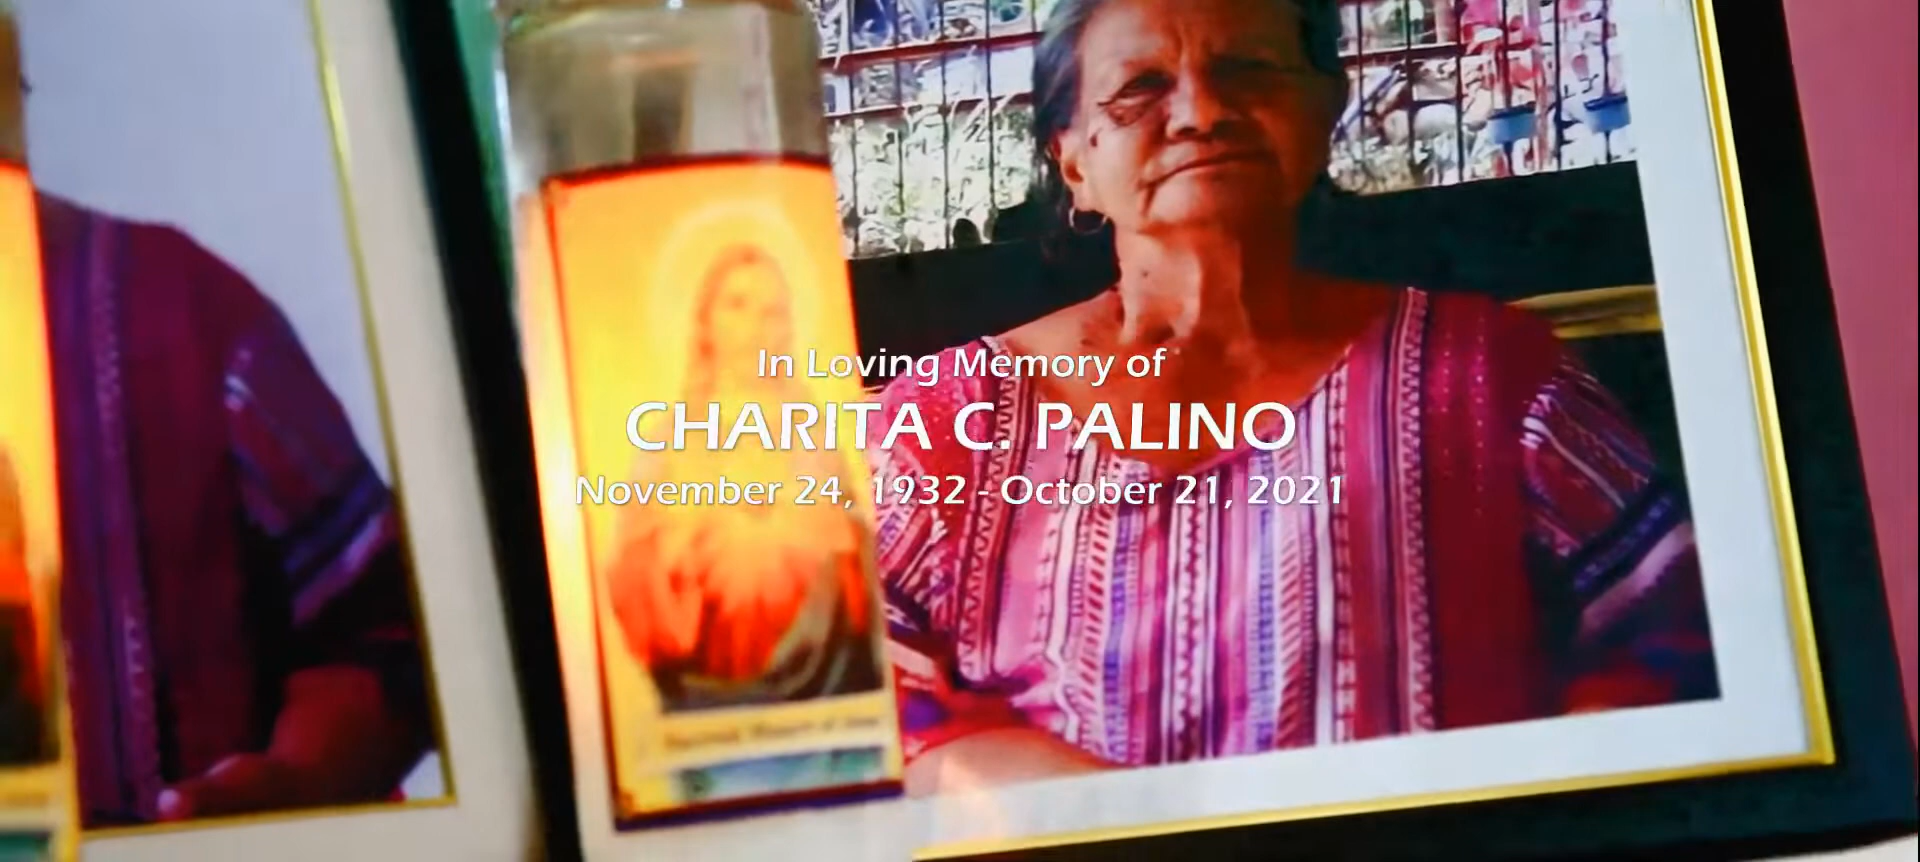 In Loving Memory of
CHARITA C. PALINO
November 24, 1932 - October 21, 2021